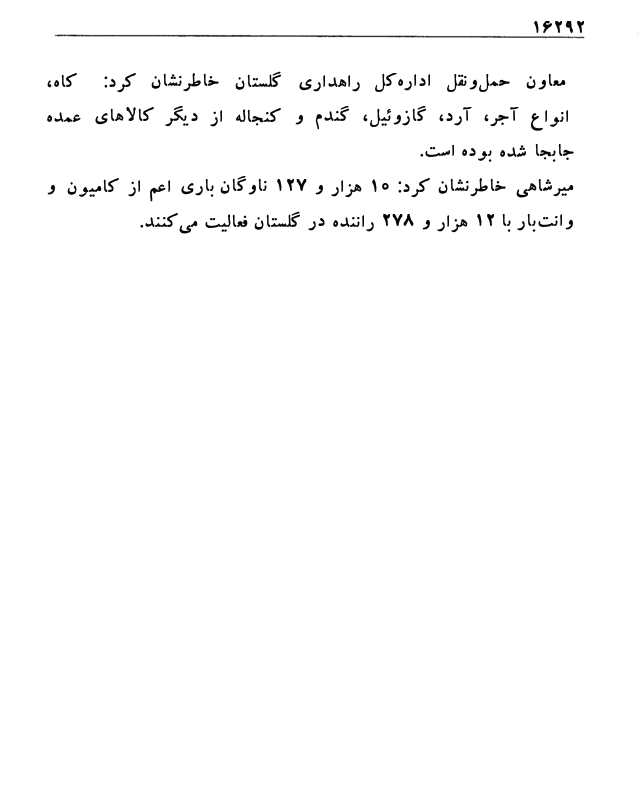 ۱۶۲۹۲
معاون حمل‌ونقل اداره‌کل راهداری گلستان خاطرنشان کرد: کاه،
انواع آجر، آرد، گازوئیل، گندم و کنجاله از دیگر کالاهای عمده
جابجا شده بوده است.
میرشاهی خاطرنشان کرد: ۱۰ هزار و ۱۲۷ ناوگان باری اعم از کامیون و
وانت‌بار با ۱۲ هزار و ۲۷۸ راننده در گلستان فعالیت می‌کنند.